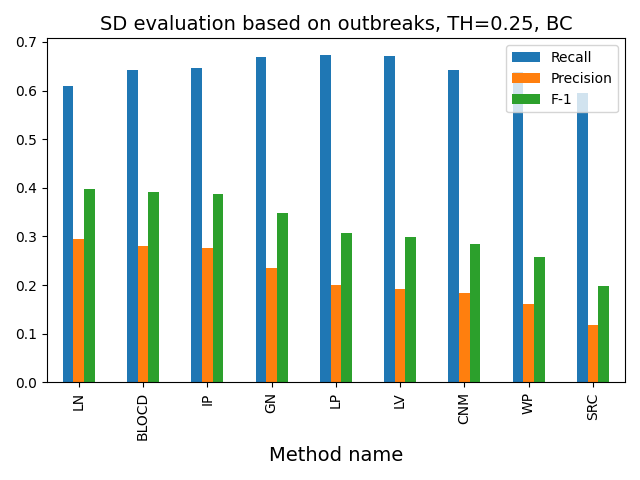 SD evaluation based on outbreaks, TH=0.25, BC
Recall
Precision
F-1
0.7
0.6
0.5
0.4
0.3
0.2
0.1
0.0
LN
BLOCD
IP
GN
LP
LV
CNM
WP
SRC
Method name